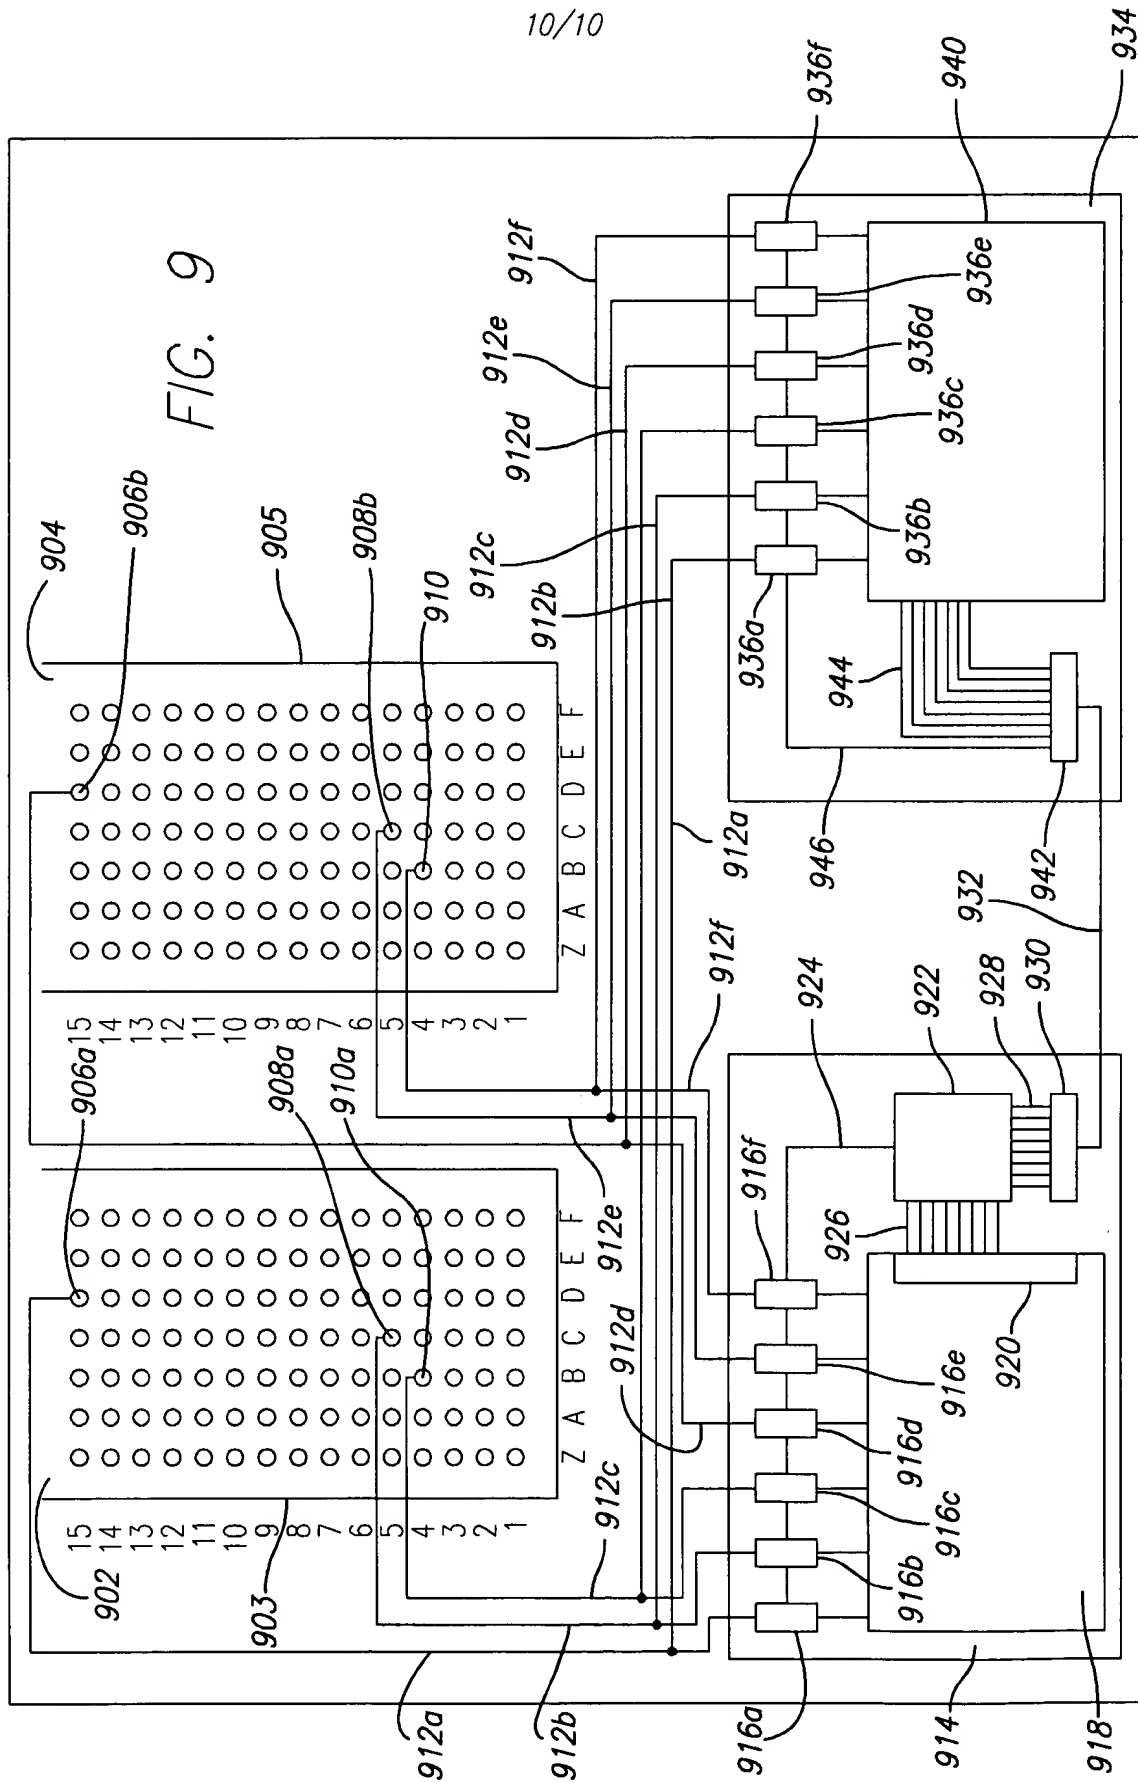 10/10
FIG. 9
902
903
904
905
906a
906b
908a
908b
910a
910
15
14
13
12
11
10
9
8
7
6
5
4
3
2
1
Z A B C D E F
15
14
13
12
11
10
9
8
7
6
5
4
3
2
1
Z A B C D E F
912a
912b
912c
912d
912e
912f
912a
912b
912c
912d
912e
912f
916a
916b
916c
916d
916e
916f
914
918
920
922
924
926
928
930
932
934
936a
936b
936c
936d
936e
936f
940
942
944
946